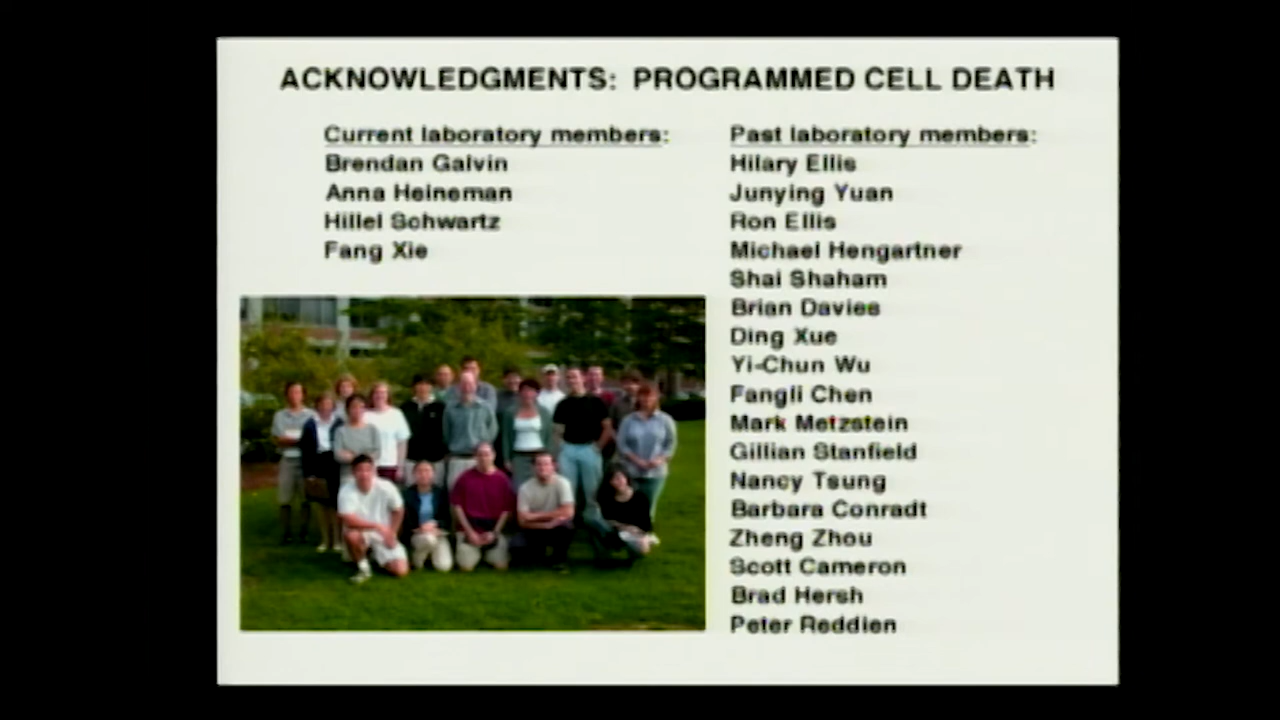 ACKNOWLEDGMENTS: PROGRAMMED CELL DEATH
Current laboratory members:
Brendan Galvin
Anna Heineman
Hillel Schwartz
Fang Xie
Past laboratory members:
Hilary Ellis
Junying Yuan
Ron Ellis
Michael Hengartner
Shai Shaham
Brian Davies
Ding Xue
Yi-Chun Wu
Fangli Chen
Mark Metzstein
Gillian Stanfield
Nancy Tsung
Barbara Conradt
Zheng Zhou
Scott Cameron
Brad Hersh
Peter Reddien